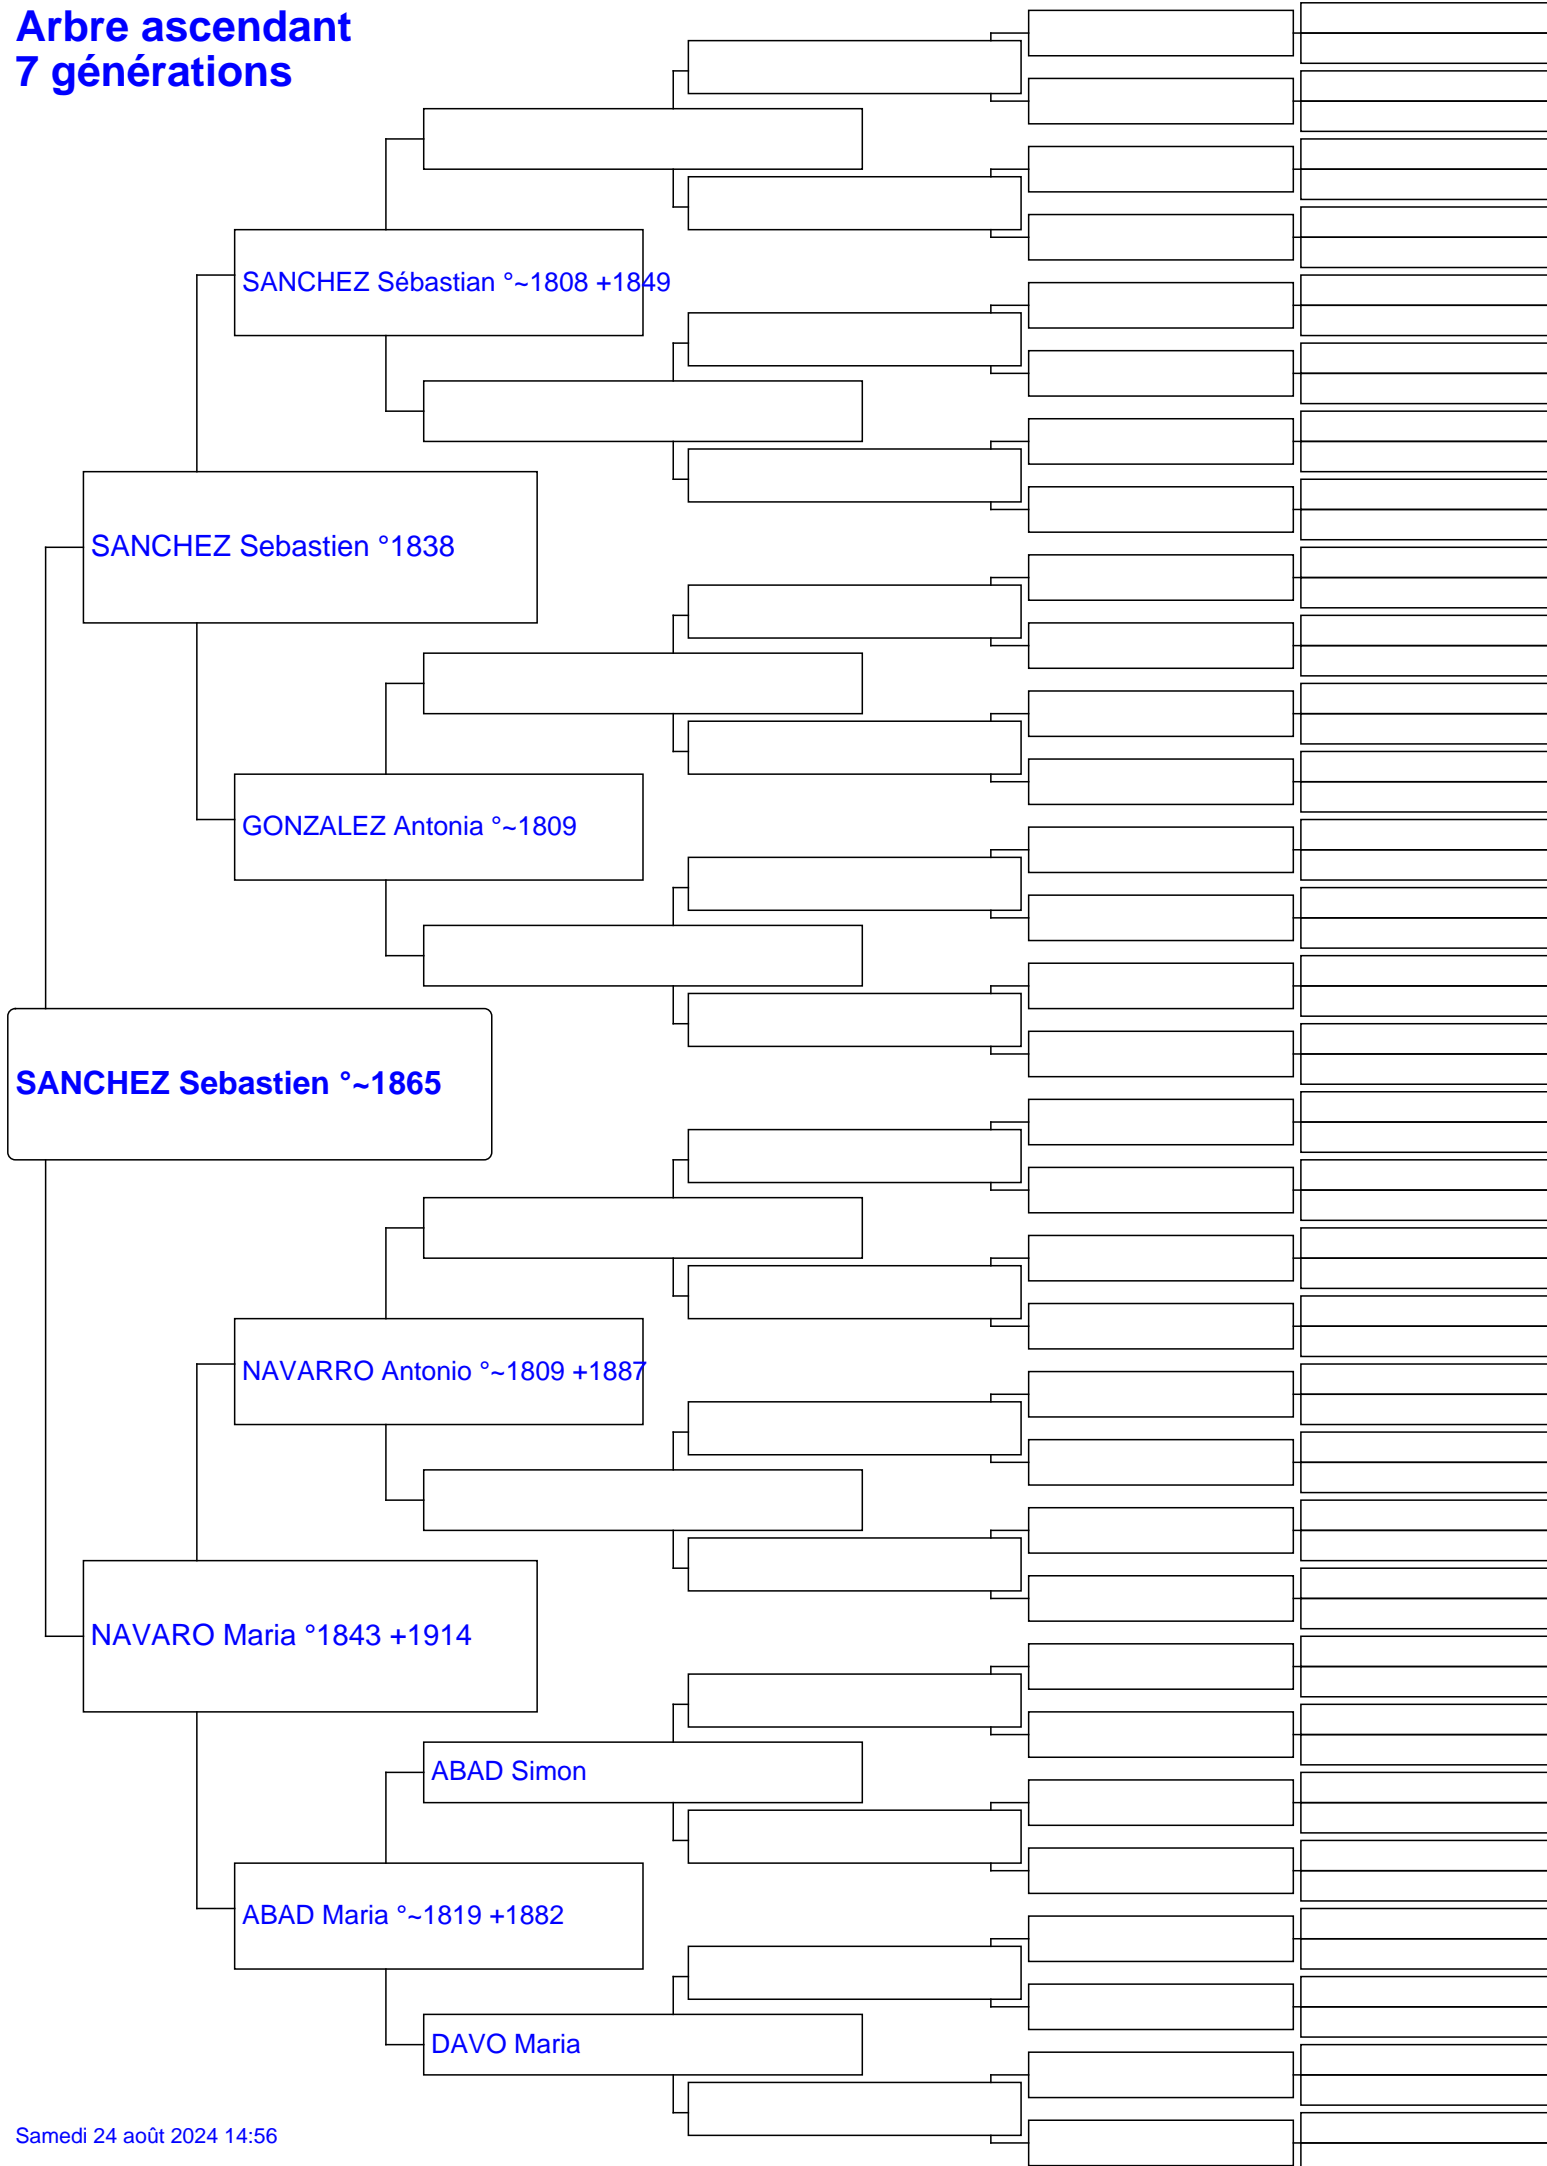 Arbre ascendant
7 générations
SANCHEZ Sébastian °~1808 +1849
SANCHEZ Sebastien °1838
GONZALEZ Antonia °~1809
SANCHEZ Sebastien °~1865
NAVARRO Antonio °~1809 +1887
NAVARO Maria °1843 +1914
ABAD Simon
ABAD Maria °~1819 +1882
DAVO Maria
Samedi 24 août 2024 14:56